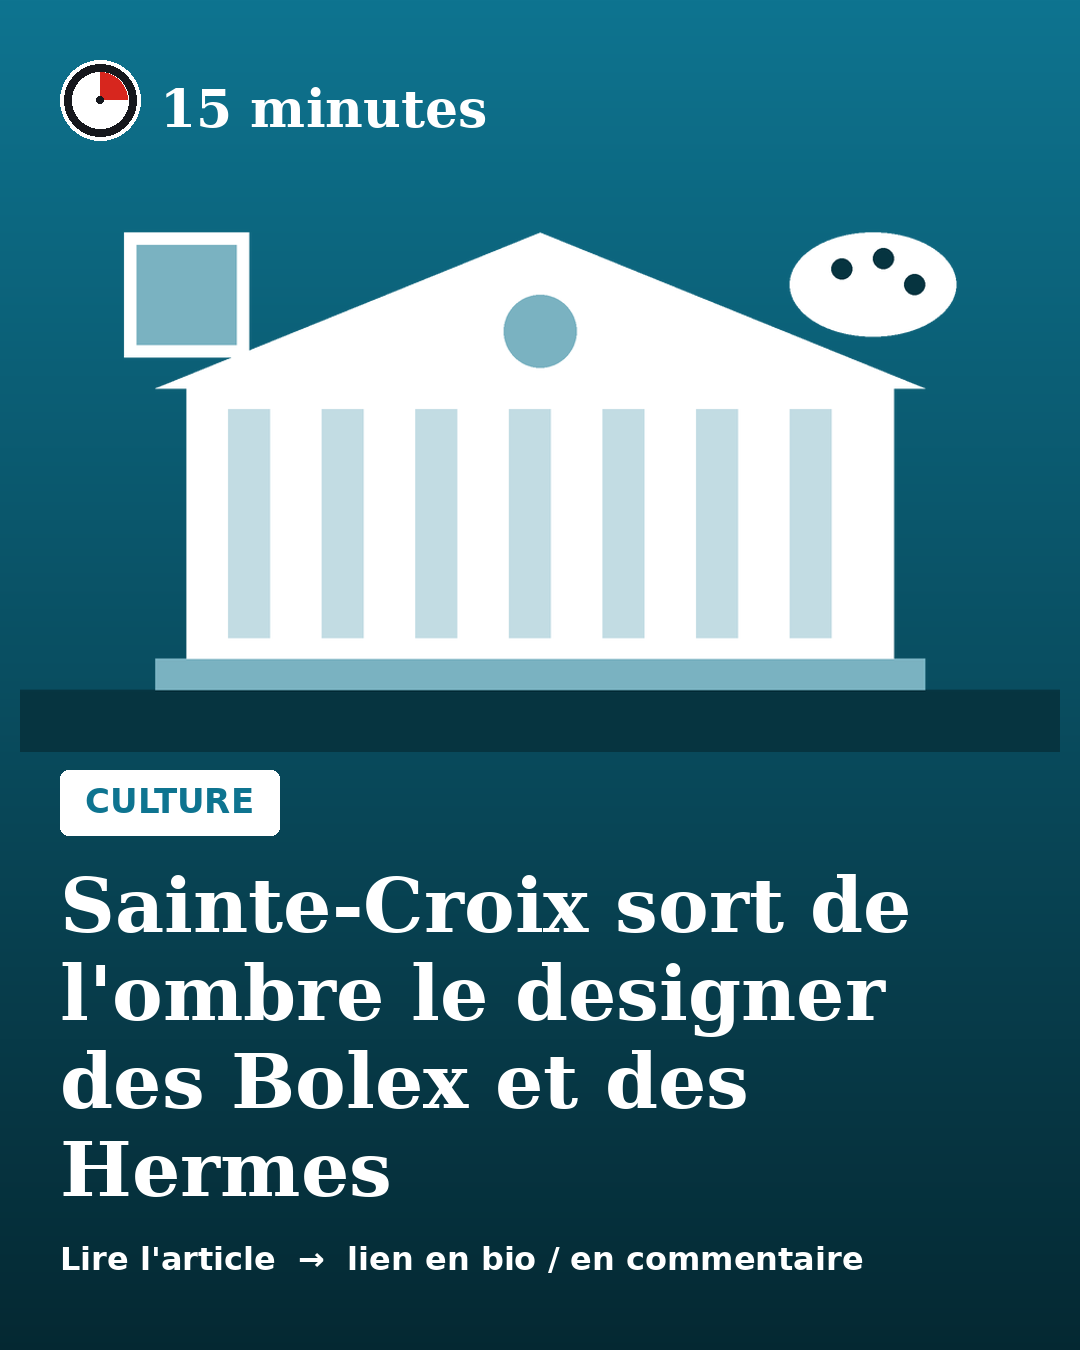 15 minutes
CULTURE
Sainte-Croix sort de
l'ombre le designer
des Bolex et des
Hermes
Lire l'article → lien en bio / en commentaire